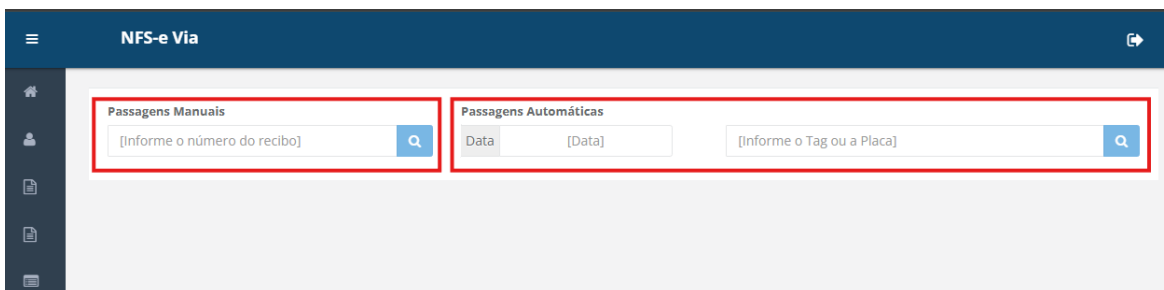 NFS-e Via
Passagens Manuais
[Informe o número do recibo]
Passagens Automáticas
Data [Data] [Informe o Tag ou a Placa]